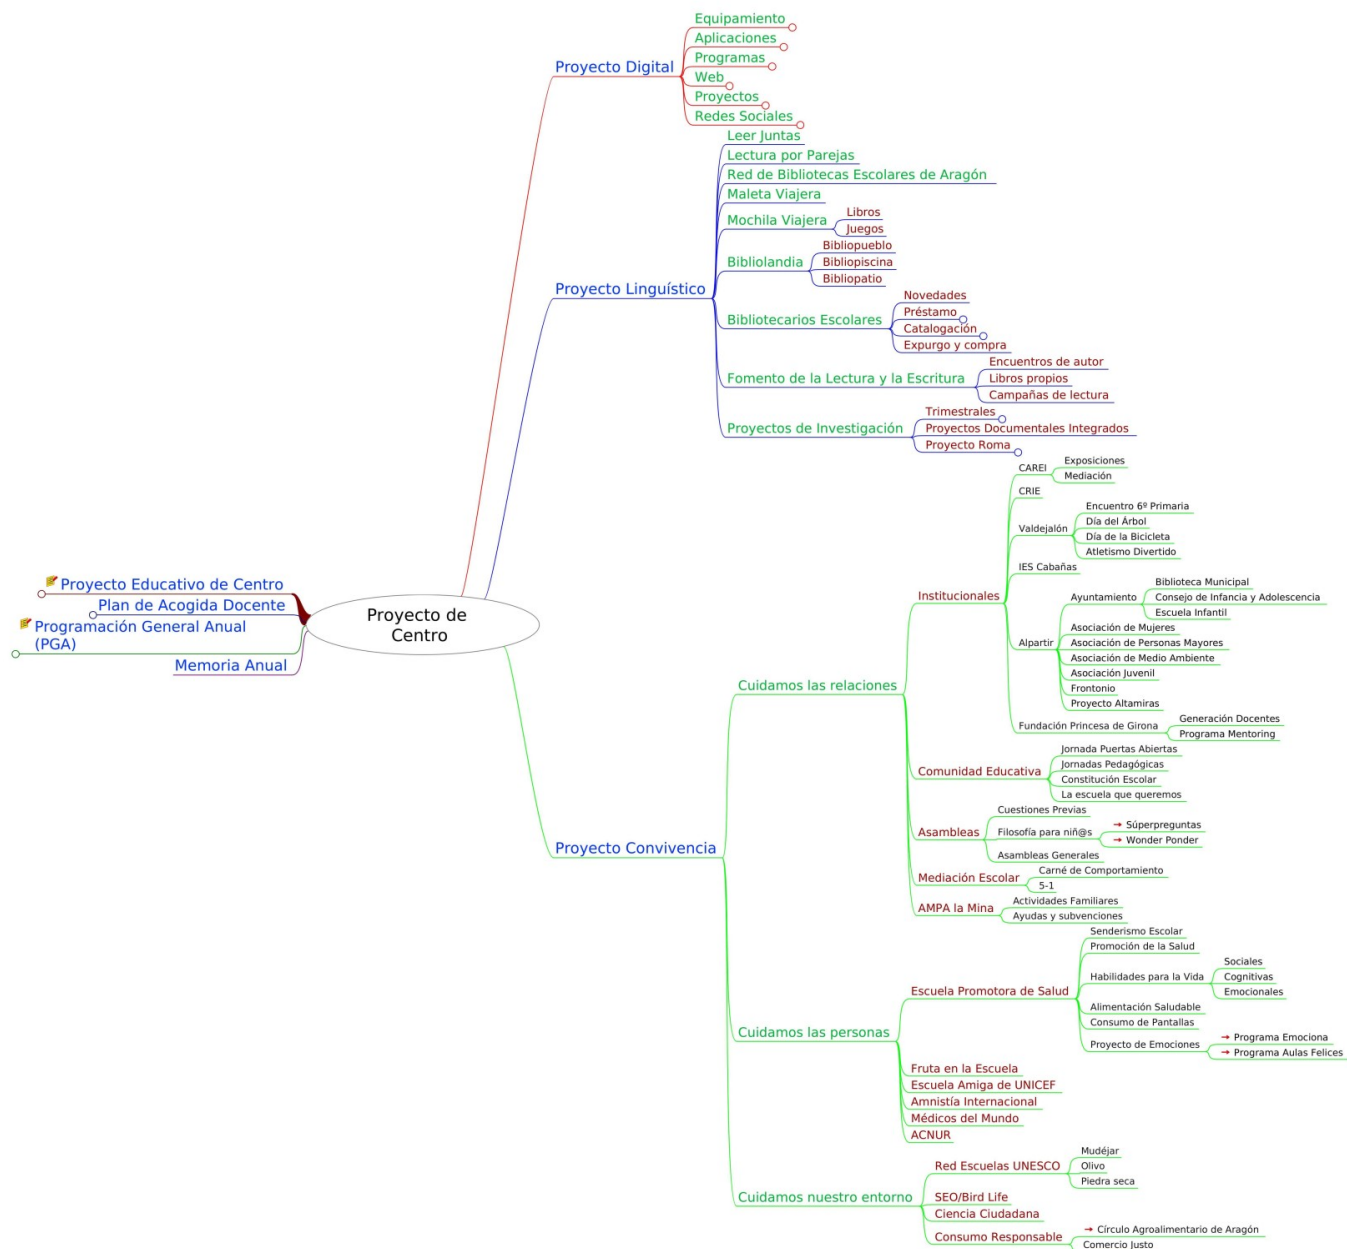 Proyecto de
Centro
Proyecto Educativo de Centro
Plan de Acogida Docente
Programación General Anual
(PGA)
Memoria Anual
Proyecto Digital
Equipamiento
Aplicaciones
Programas
Web
Proyectos
Redes Sociales
Proyecto Linguístico
Leer Juntas
Lectura por Parejas
Red de Bibliotecas Escolares de Aragón
Maleta Viajera
Mochila Viajera
Libros
Juegos
Bibliolandia
Bibliopueblo
Bibliopiscina
Bibliopatio
Bibliotecarios Escolares
Novedades
Préstamo
Catalogación
Expurgo y compra
Fomento de la Lectura y la Escritura
Encuentros de autor
Libros propios
Campañas de lectura
Proyectos de Investigación
Trimestrales
Proyectos Documentales Integrados
Proyecto Roma
Proyecto Convivencia
Cuidamos las relaciones
Institucionales
CAREI
Exposiciones
Mediación
CRIE
Valdejalón
Encuentro 6º Primaria
Día del Árbol
Día de la Bicicleta
Atletismo Divertido
IES Cabañas
Alpartir
Ayuntamiento
Biblioteca Municipal
Consejo de Infancia y Adolescencia
Escuela Infantil
Asociación de Mujeres
Asociación de Personas Mayores
Asociación de Medio Ambiente
Asociación Juvenil
Frontonio
Proyecto Altamiras
Fundación Princesa de Girona
Generación Docentes
Programa Mentoring
Comunidad Educativa
Jornada Puertas Abiertas
Jornadas Pedagógicas
Constitución Escolar
La escuela que queremos
Asambleas
Cuestiones Previas
Filosofía para niñ@s
Súperpreguntas
Wonder Ponder
Asambleas Generales
Mediación Escolar
Carné de Comportamiento
5-1
AMPA la Mina
Actividades Familiares
Ayudas y subvenciones
Cuidamos las personas
Escuela Promotora de Salud
Senderismo Escolar
Promoción de la Salud
Habilidades para la Vida
Sociales
Cognitivas
Emocionales
Alimentación Saludable
Consumo de Pantallas
Proyecto de Emociones
Programa Emociona
Programa Aulas Felices
Fruta en la Escuela
Escuela Amiga de UNICEF
Amnistía Internacional
Médicos del Mundo
ACNUR
Cuidamos nuestro entorno
Red Escuelas UNESCO
Mudéjar
Olivo
Piedra seca
SEO/Bird Life
Ciencia Ciudadana
Consumo Responsable
Círculo Agroalimentario de Aragón
Comercio Justo